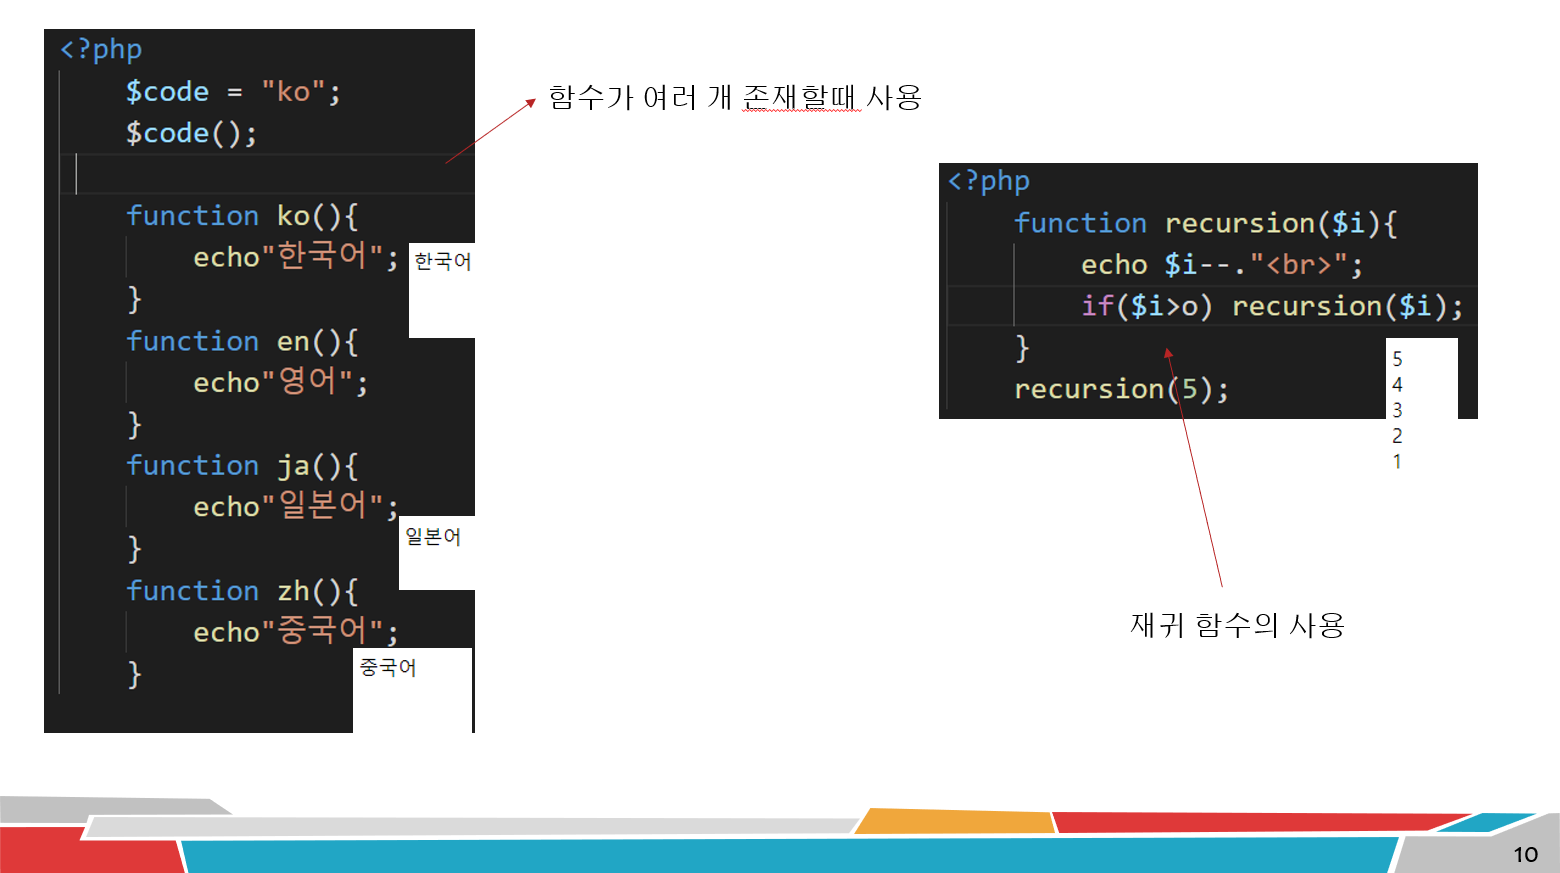 <?php
$code = "ko";
$code();
function ko(){
echo"한국어";
}
function en(){
echo"영어";
}
function ja(){
echo"일본어";
}
function zh(){
echo"중국어";
}
한국어
일본어
중국어
함수가 여러 개 존재할때 사용
<?php
function recursion($i){
echo $i--."<br>";
if($i>o) recursion($i);
}
recursion(5);
5
4
3
2
1
재귀 함수의 사용
10